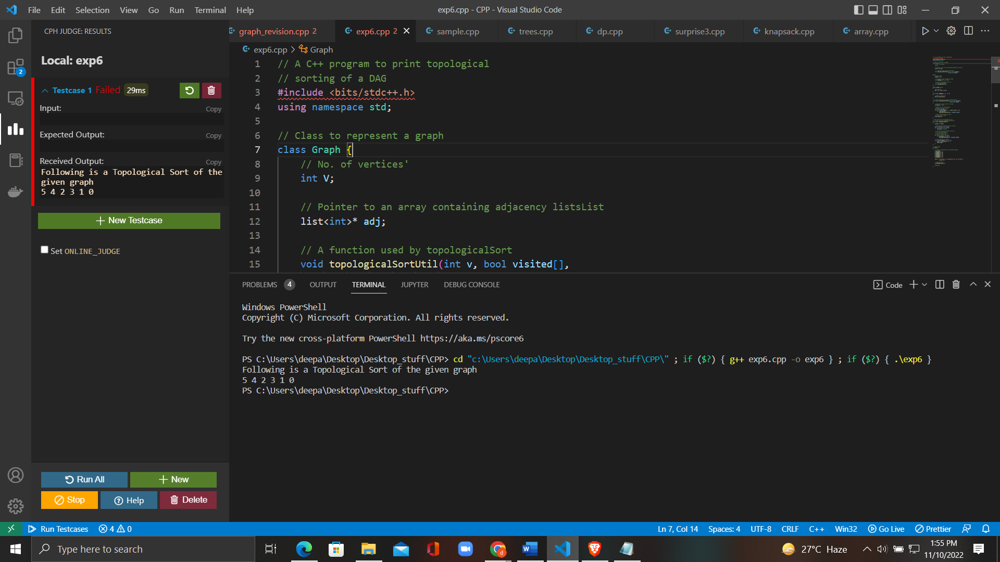 File Edit Selection View Go Run Terminal Help
exp6.cpp - CPP - Visual Studio Code
CPH JUDGE: RESULTS
graph_revision.cpp 2
exp6.cpp 2
sample.cpp
trees.cpp
dp.cpp
surprise3.cpp
knapsack.cpp
array.cpp
exp6.cpp > Graph
2
Local: exp6
Testcase 1 Failed 29ms
Input:
Copy
Expected Output:
Copy
Received Output:
Copy
Following is a Topological Sort of the
given graph
5 4 2 3 1 0
New Testcase
Set ONLINE_JUDGE
Run All
New
Stop
Help
Delete
1 // A C++ program to print topological
2 // sorting of a DAG
3 #include <bits/stdc++.h>
4 using namespace std;
5
6 // Class to represent a graph
7 class Graph {
8 // No. of vertices'
9 int V;
10
11 // Pointer to an array containing adjacency listsList
12 list<int>* adj;
13
14 // A function used by topologicalSort
15 void topologicalSortUtil(int v, bool visited[],
PROBLEMS 4 OUTPUT TERMINAL JUPYTER DEBUG CONSOLE
Code
Windows PowerShell
Copyright (C) Microsoft Corporation. All rights reserved.
Try the new cross-platform PowerShell https://aka.ms/pscore6
PS C:\Users\deepa\Desktop\Desktop_stuff\CPP> cd "c:\Users\deepa\Desktop\Desktop_stuff\CPP\" ; if ($?) { g++ exp6.cpp -o exp6 } ; if ($?) { .\exp6 }
Following is a Topological Sort of the given graph
5 4 2 3 1 0
PS C:\Users\deepa\Desktop\Desktop_stuff\CPP>
Run Testcases 4 0
Ln 7, Col 14 Spaces: 4 UTF-8 CRLF C++ Win32 Go Live Prettier
Type here to search
27°C Haze
1:55 PM
11/10/2022